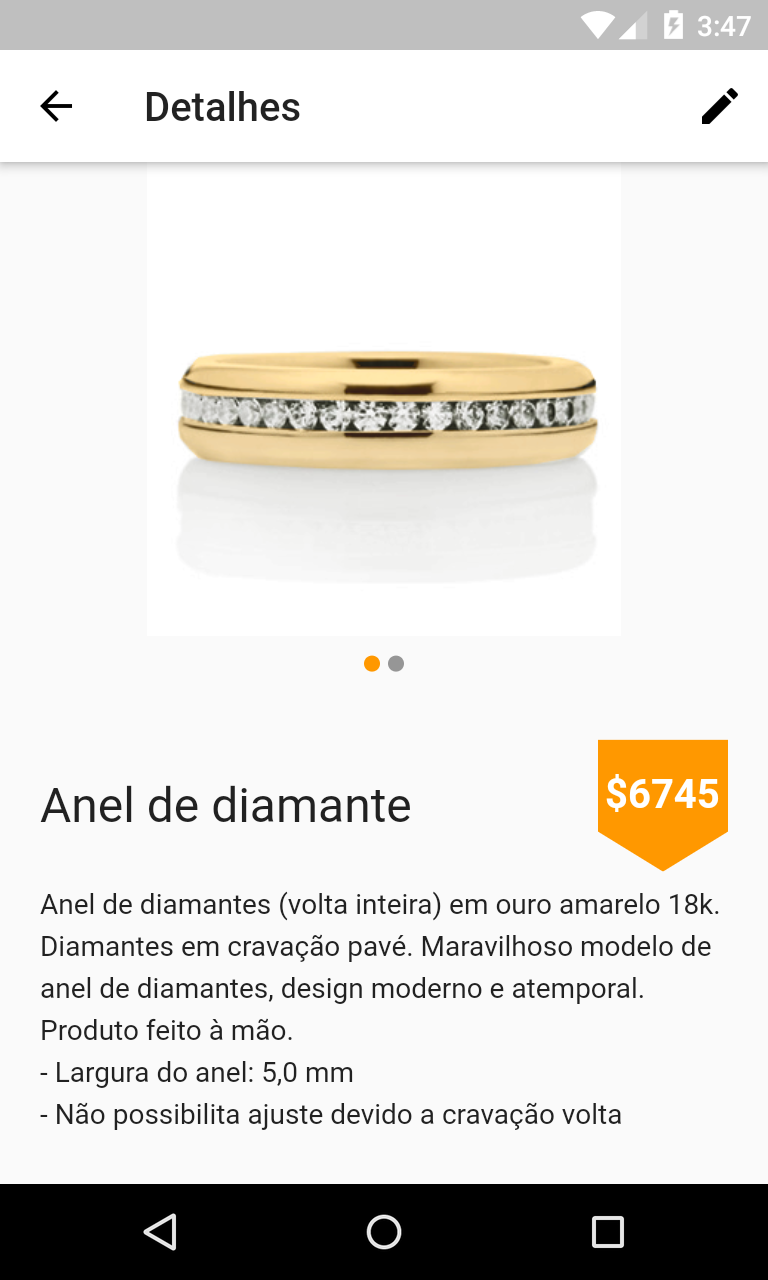 3:47
Detalhes
Anel de diamante
$6745
Anel de diamantes (volta inteira) em ouro amarelo 18k.
Diamantes em cravação pavé. Maravilhoso modelo de
anel de diamantes, design moderno e atemporal.
Produto feito à mão.
- Largura do anel: 5,0 mm
- Não possibilita ajuste devido a cravação volta